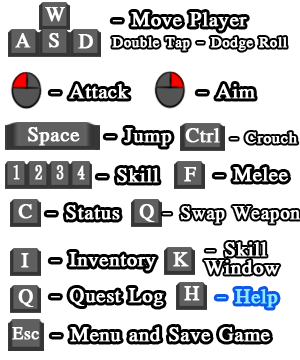 W
A S D – Move Player
Double Tap – Dodge Roll
– Attack – Aim
Space – Jump Ctrl – Crouch
1 2 3 4 – Skill F – Melee
C – Status Q – Swap Weapon
I – Inventory K – Skill
Window
Q – Quest Log H – Help
Esc – Menu and Save Game